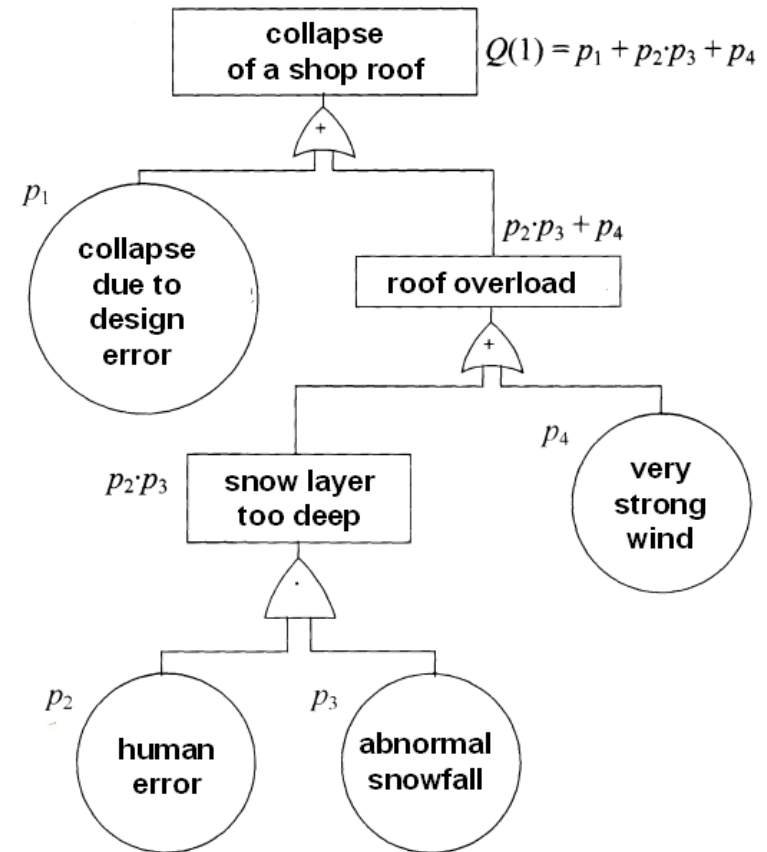 collapse
of a shop roof
Q(1) = p₁ + p₂·p₃ + p₄
+
p₁
collapse
due to
design
error
p₂·p₃ + p₄
roof overload
+
p₂·p₃
snow layer
too deep
p₄
very
strong
wind
·
p₂
human
error
p₃
abnormal
snowfall